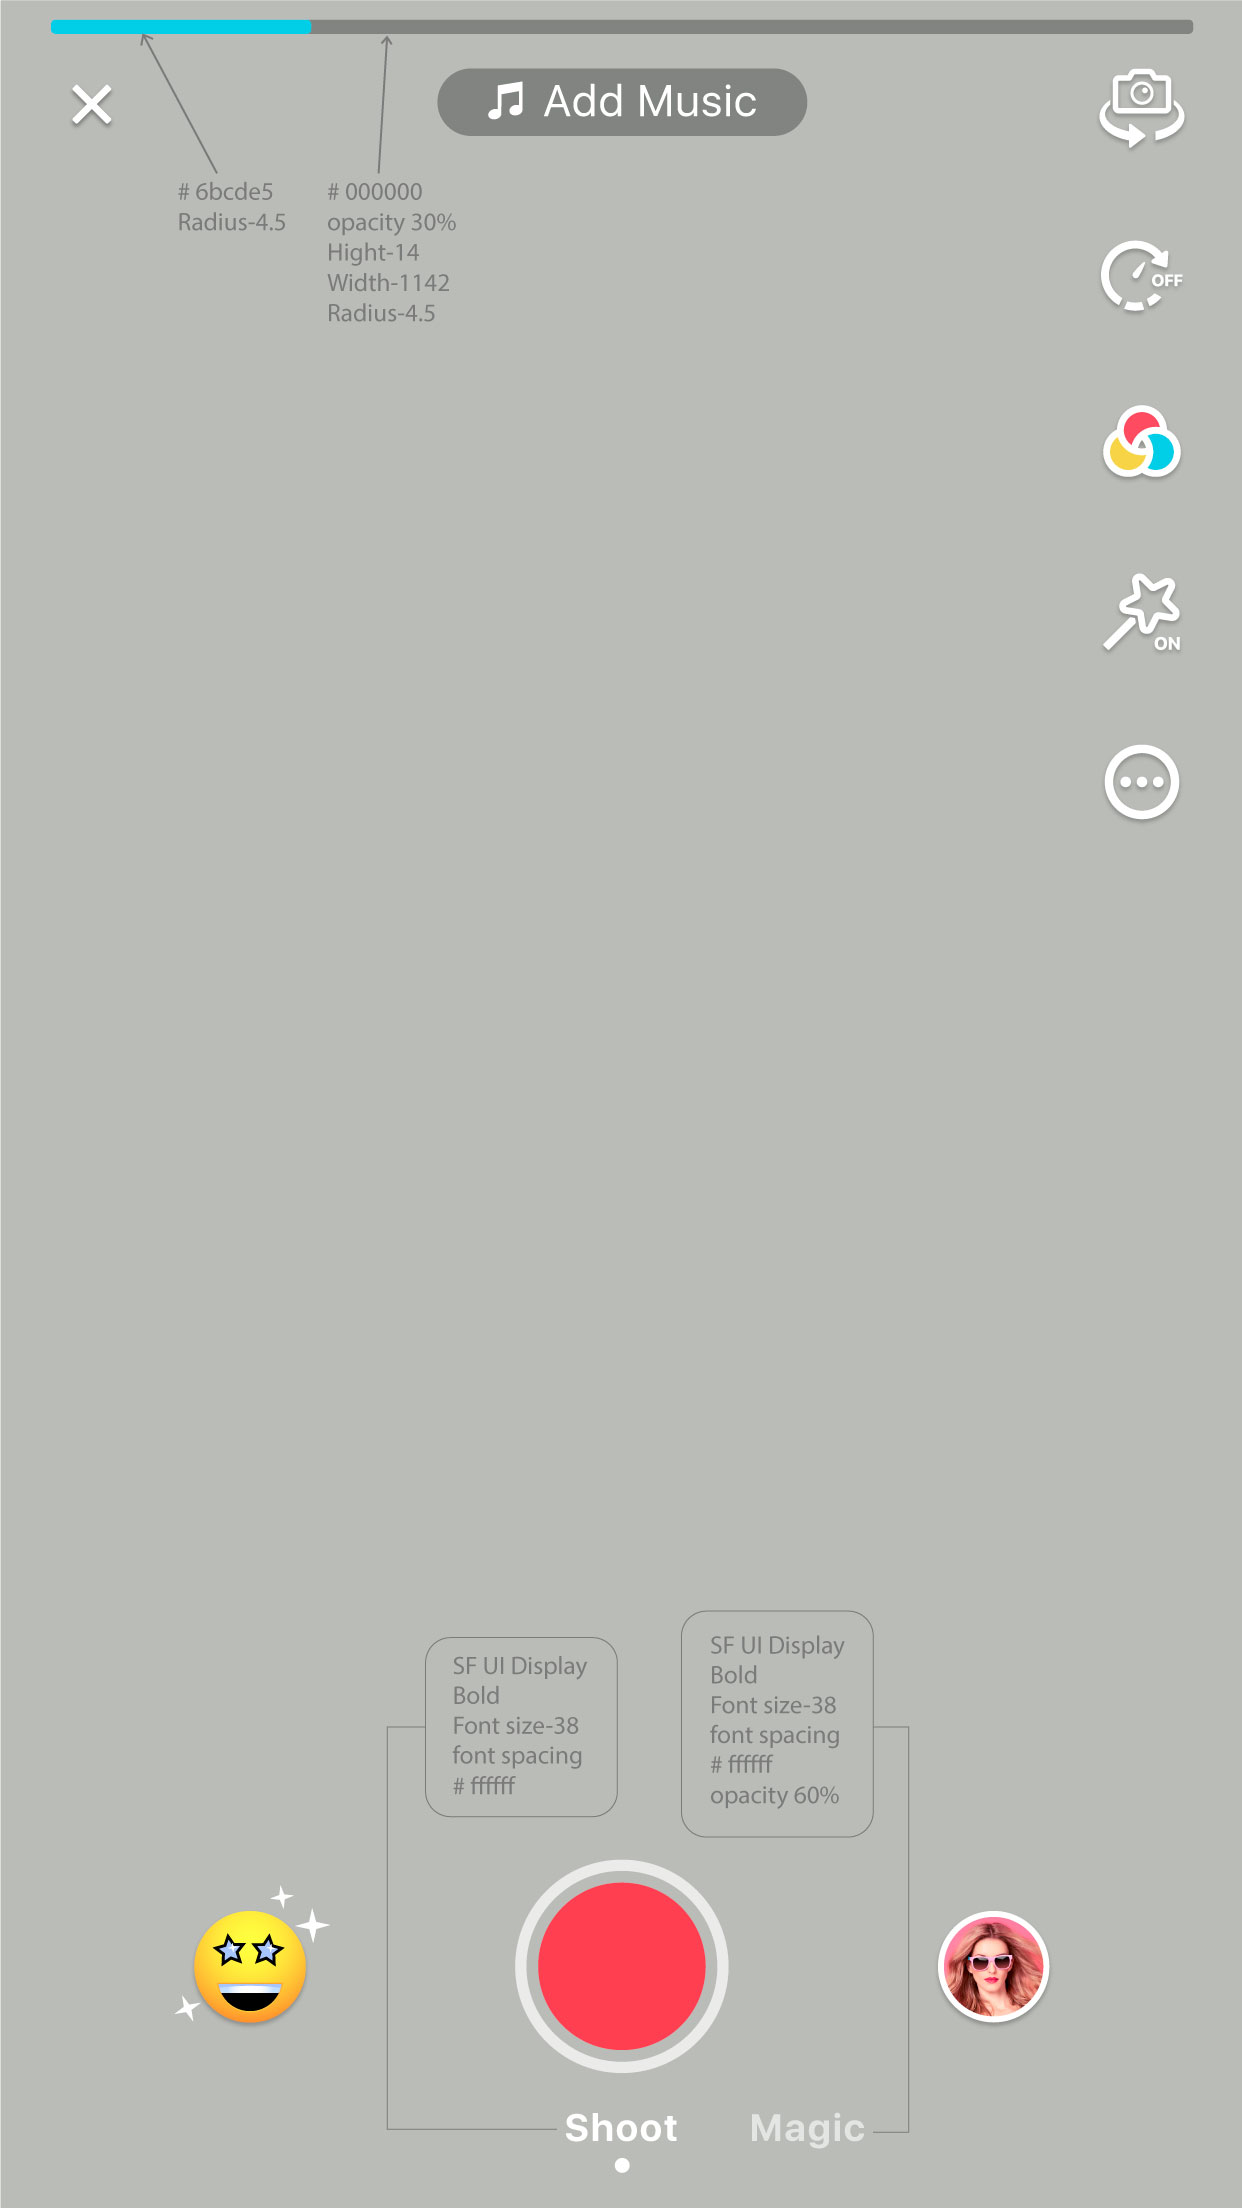 Add Music
# 6bcde5
Radius-4.5
# 000000
opacity 30%
Hight-14
Width-1142
Radius-4.5
OFF
ON
SF UI Display
Bold
Font size-38
font spacing
# ffffff
SF UI Display
Bold
Font size-38
font spacing
# ffffff
opacity 60%
Shoot
Magic